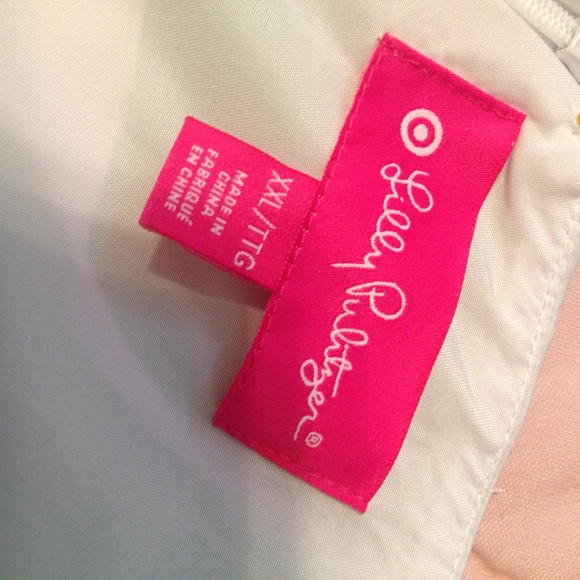 Lilly Pulitzer®
XXL/TTG
MADE IN
CHINA
FABRIQUÉ
EN CHINE